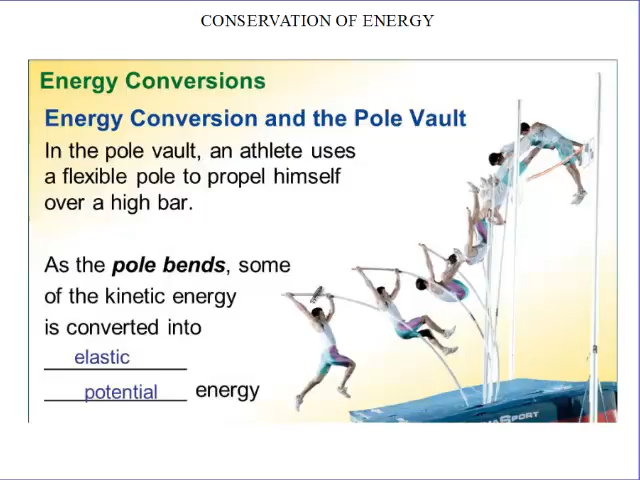 CONSERVATION OF ENERGY
Energy Conversions
Energy Conversion and the Pole Vault
In the pole vault, an athlete uses
a flexible pole to propel himself
over a high bar.
As the pole bends, some
of the kinetic energy
is converted into
elastic
potential energy
SPORT